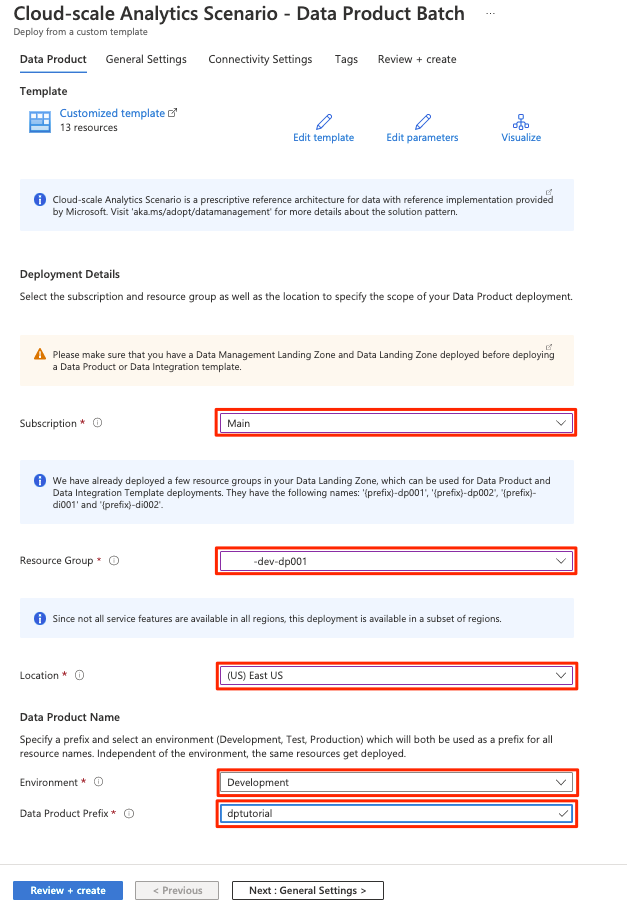 Cloud-scale Analytics Scenario - Data Product Batch ...
Deploy from a custom template
Data Product General Settings Connectivity Settings Tags Review + create
Template
Customized template
13 resources
Edit template Edit parameters Visualize
Cloud-scale Analytics Scenario is a prescriptive reference architecture for data with reference implementation provided
by Microsoft. Visit 'aka.ms/adopt/datamanagement' for more details about the solution pattern.
Deployment Details
Select the subscription and resource group as well as the location to specify the scope of your Data Product deployment.
Please make sure that you have a Data Management Landing Zone and Data Landing Zone deployed before deploying
a Data Product or Data Integration template.
Subscription * Main
We have already deployed a few resource groups in your Data Landing Zone, which can be used for Data Product and
Data Integration Template deployments. They have the following names: '{prefix}-dp001', '{prefix}-dp002', '{prefix}-
di001' and '{prefix}-di002'.
Resource Group * -dev-dp001
Since not all service features are available in all regions, this deployment is available in a subset of regions.
Location * (US) East US
Data Product Name
Specify a prefix and select an environment (Development, Test, Production) which will both be used as a prefix for all
resource names. Independent of the environment, the same resources get deployed.
Environment * Development
Data Product Prefix * dptutorial
Review + create < Previous Next : General Settings >